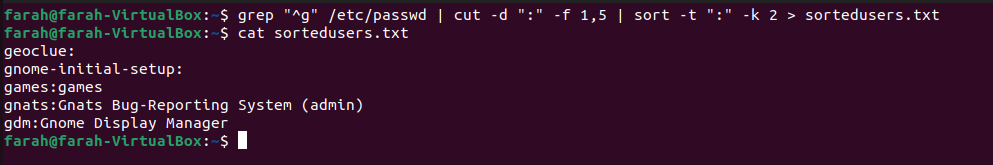 farah@farah-VirtualBox:~$ grep "^g" /etc/passwd | cut -d ":" -f 1,5 | sort -t ":" -k 2 > sortedusers.txt
farah@farah-VirtualBox:~$ cat sortedusers.txt
geoclue:
gnome-initial-setup:
games:games
gnats:Gnats Bug-Reporting System (admin)
gdm:Gnome Display Manager
farah@farah-VirtualBox:~$